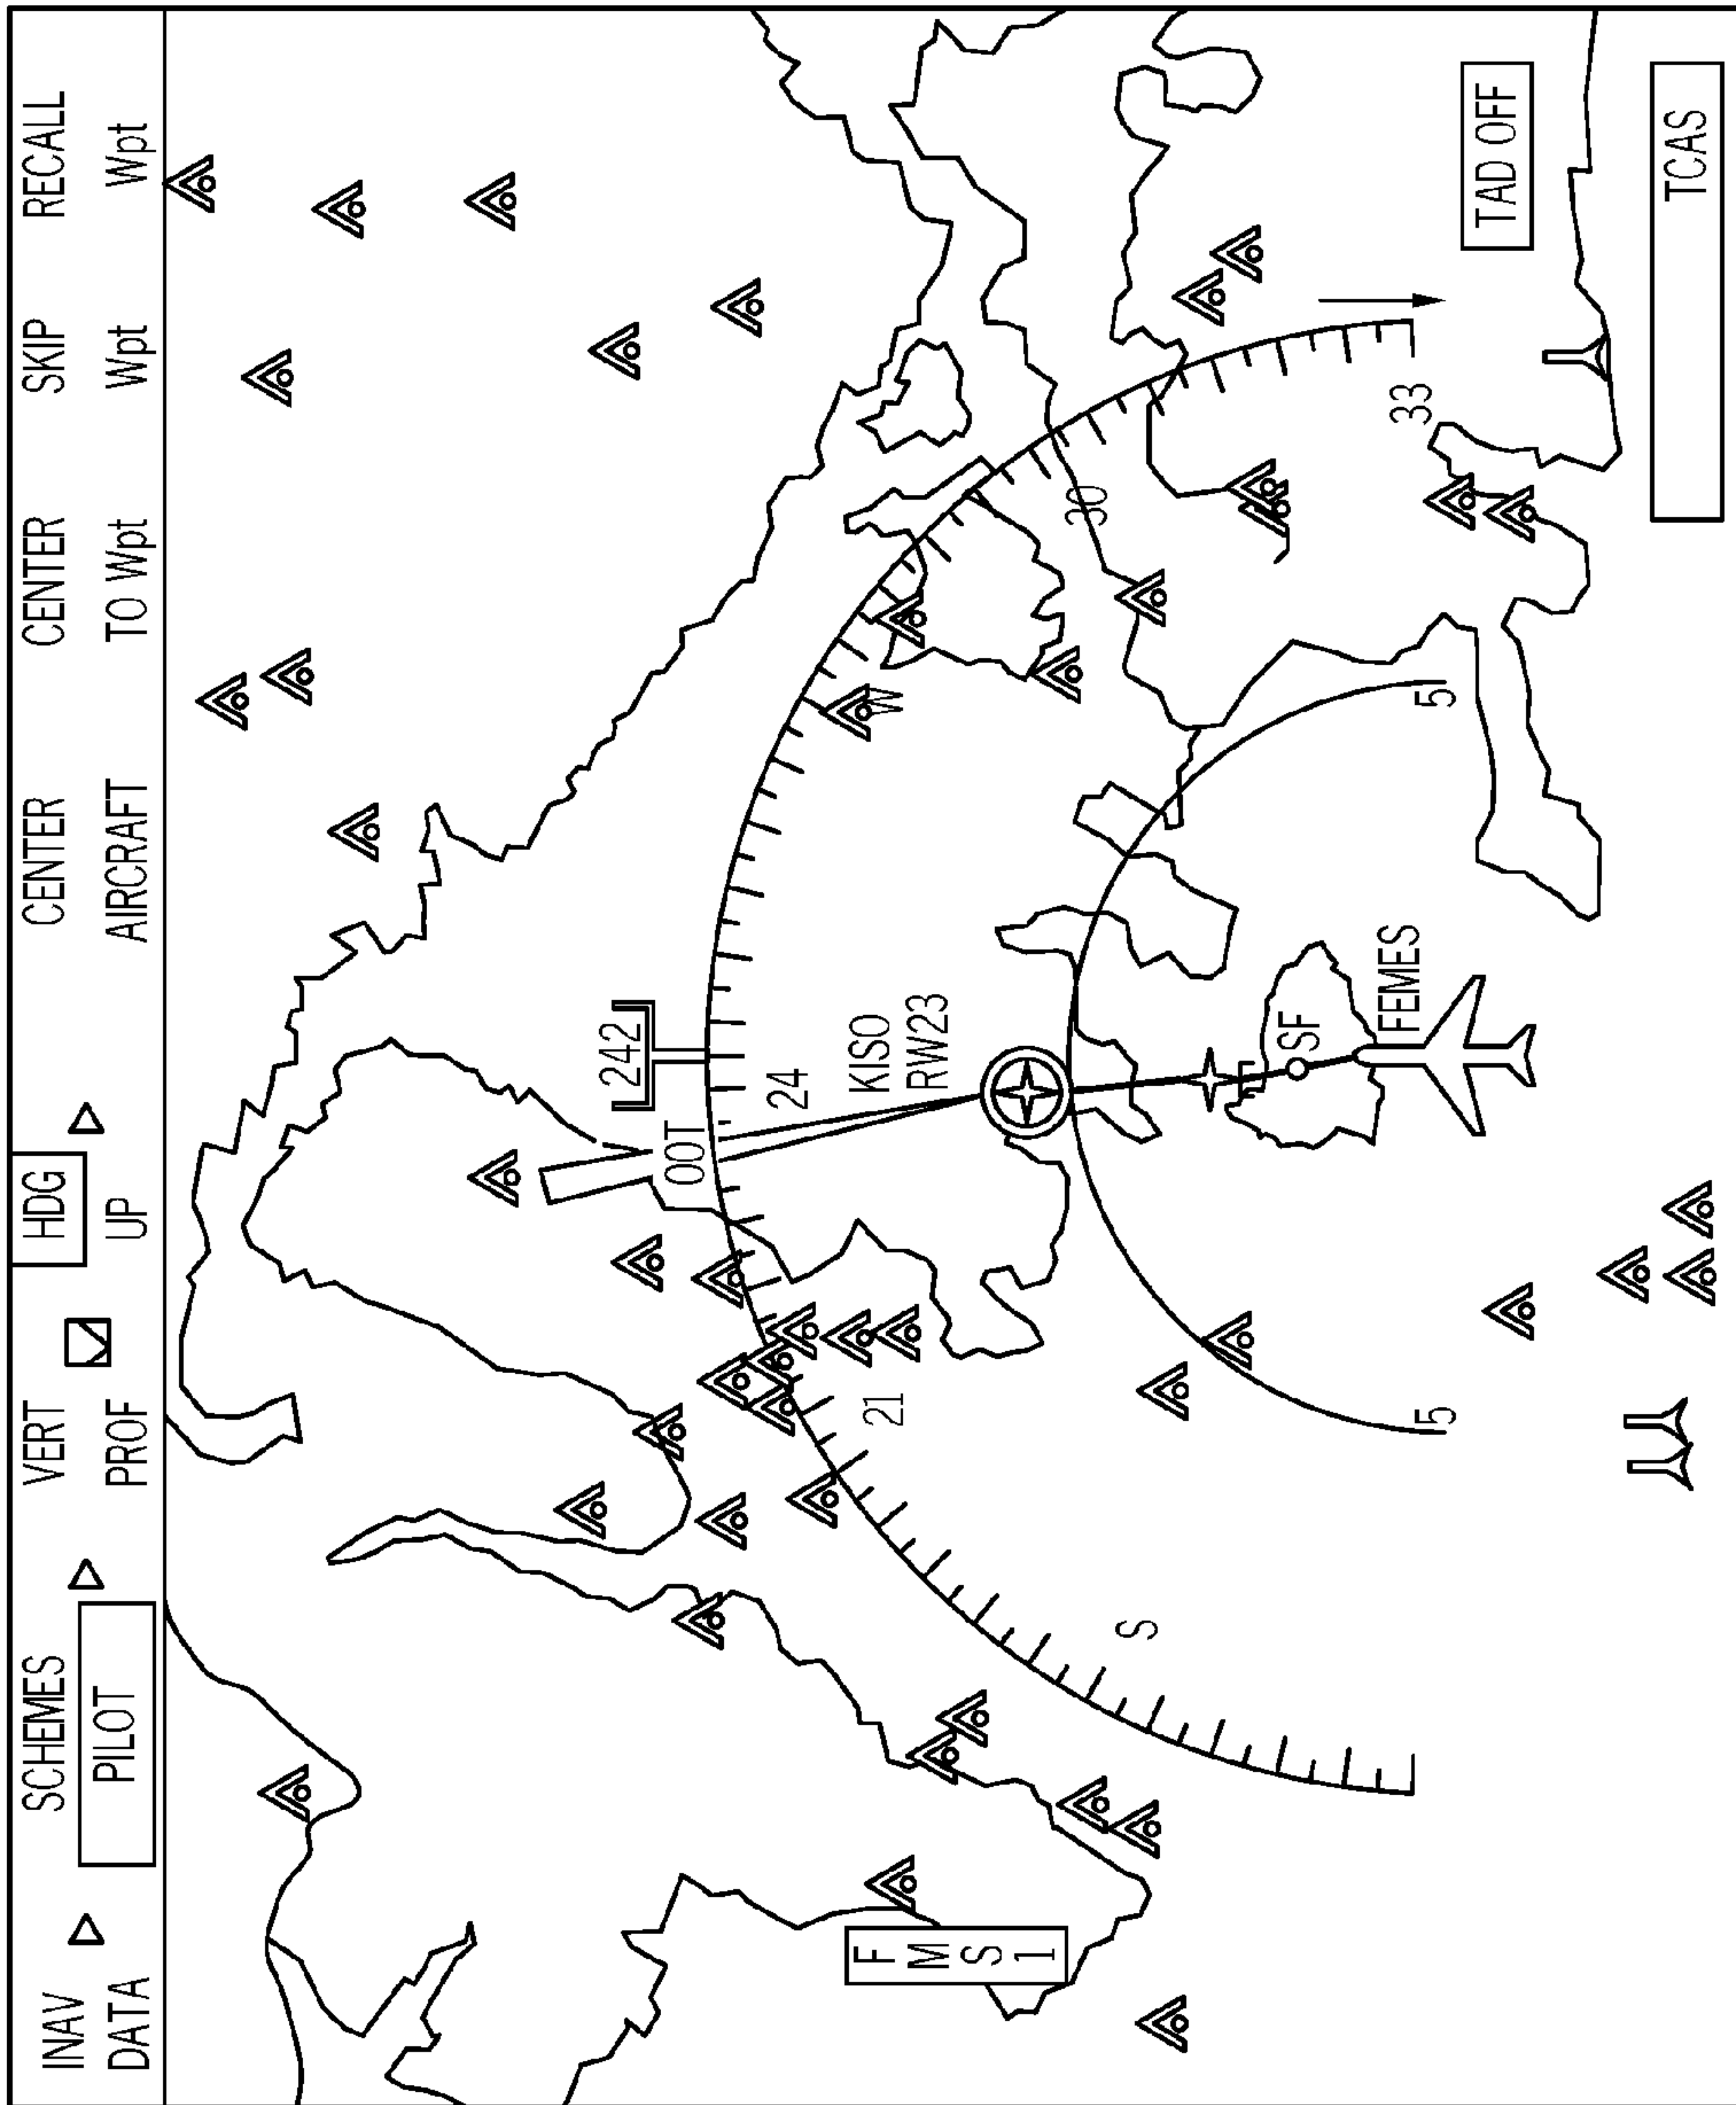 INAV DATA
SCHEMES
PILOT
VERT PROF
HDG
UP
CENTER AIRCRAFT
CENTER TO Wpt
SKIP Wpt
RECALL Wpt
242
00T
24
21
W
30
33
S
KISO
RW23
FMS1
SF
FEMES
5
5
TAD OFF
TCAS